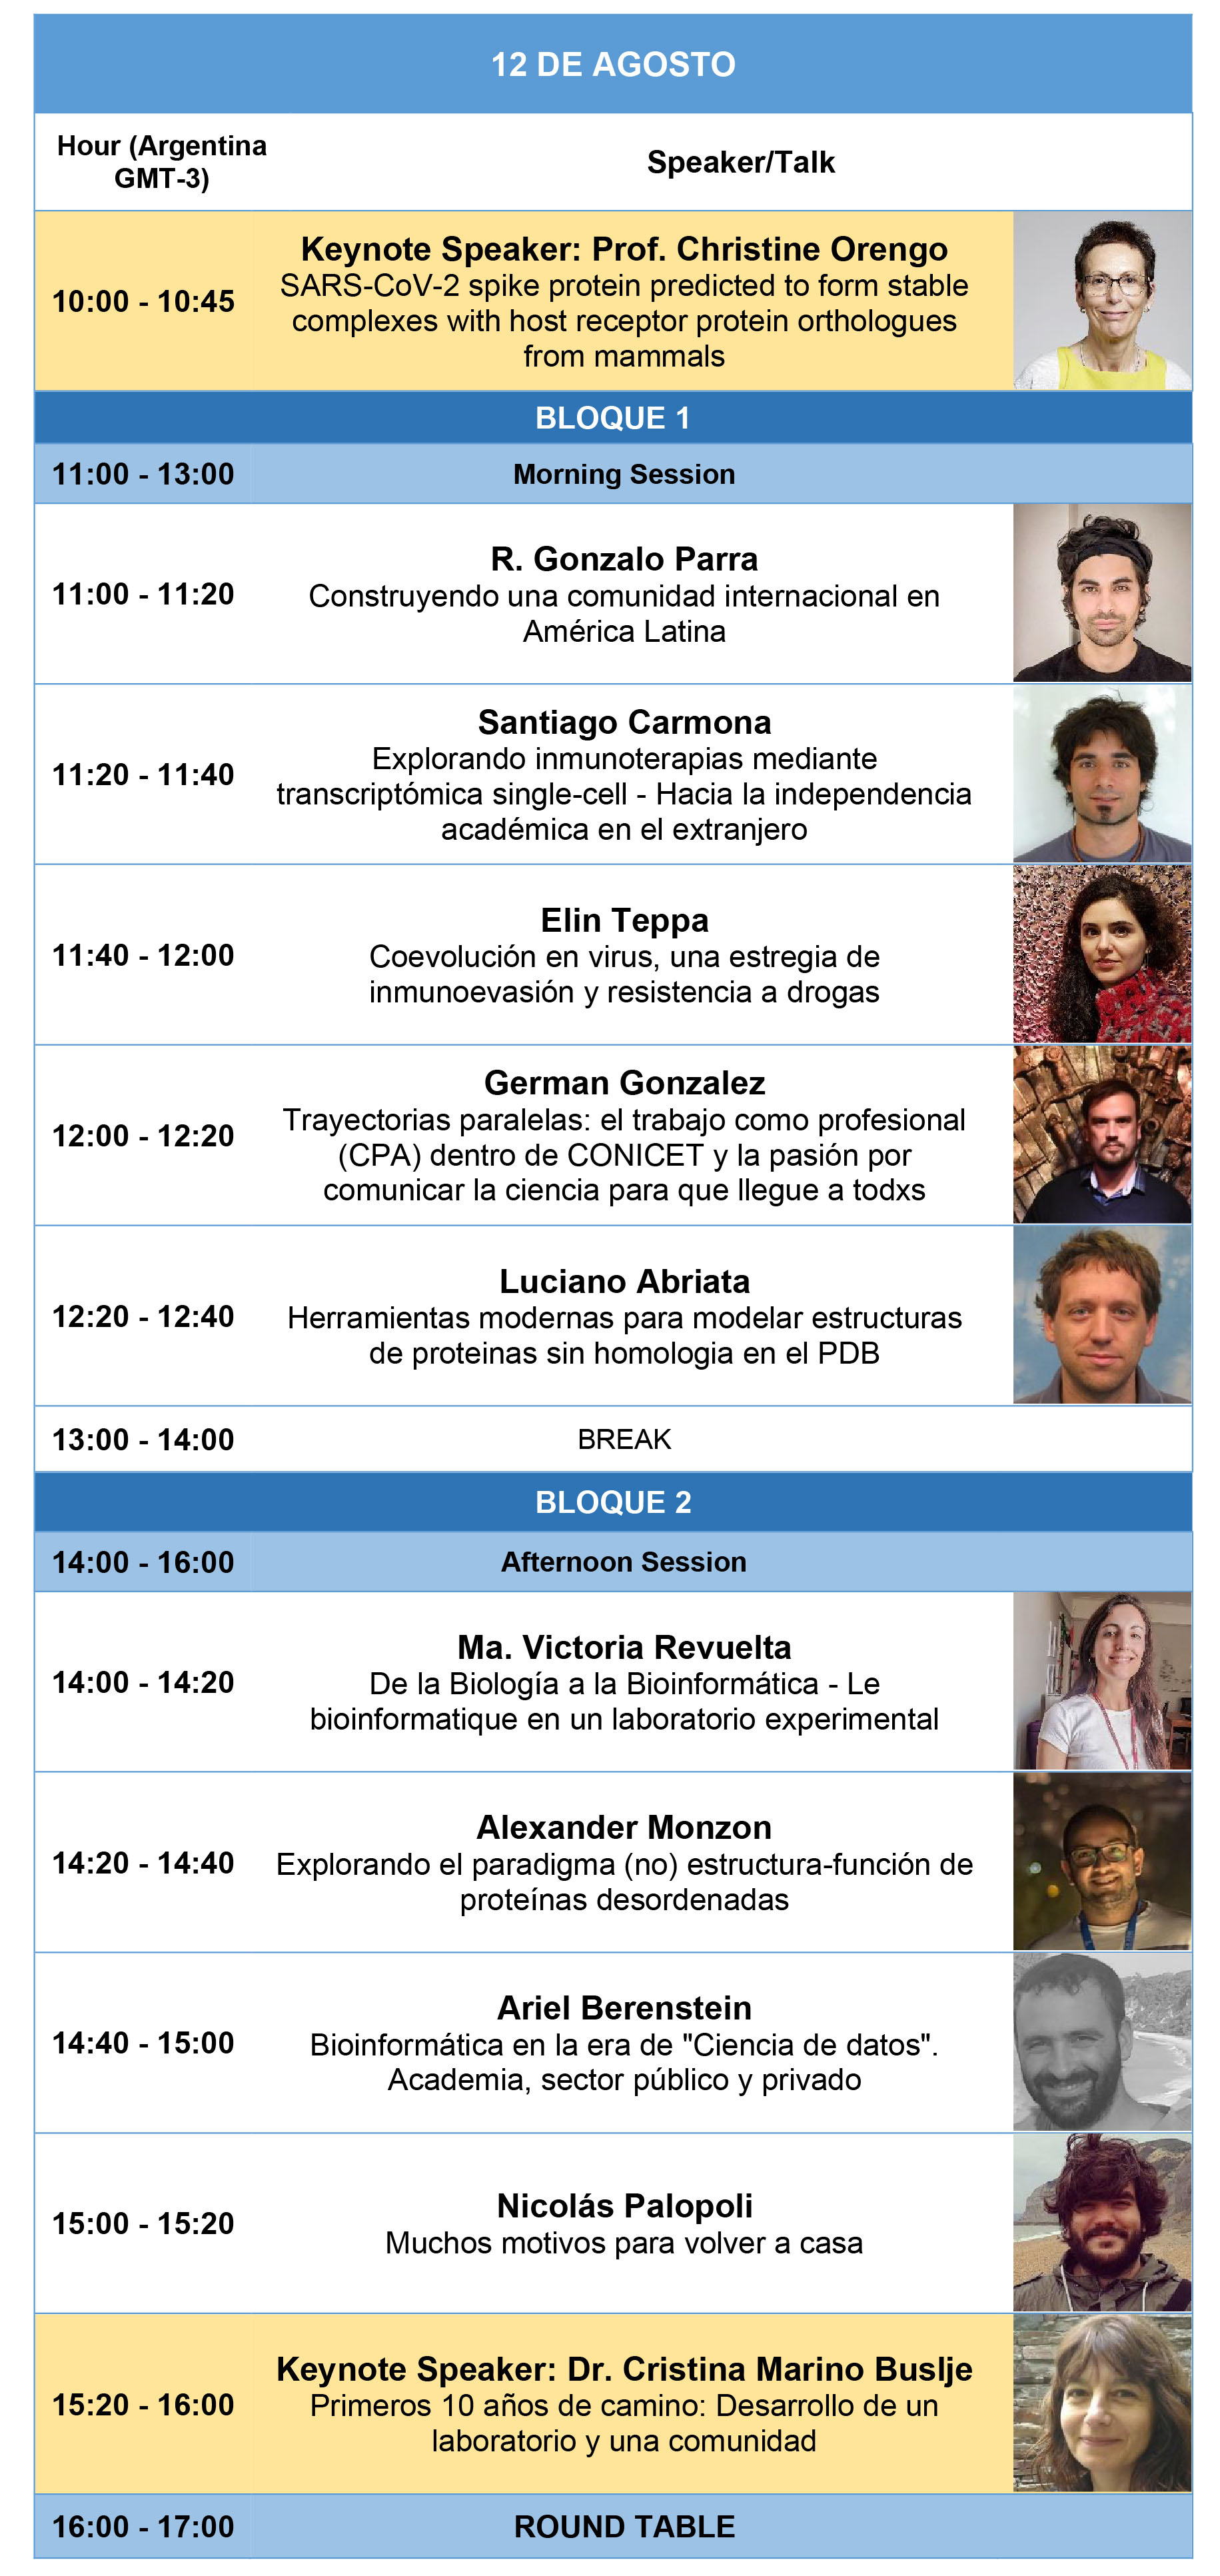 12 DE AGOSTO
Hour (Argentina
GMT-3)
Speaker/Talk
10:00 - 10:45
Keynote Speaker: Prof. Christine Orengo
SARS-CoV-2 spike protein predicted to form stable
complexes with host receptor protein orthologues
from mammals
BLOQUE 1
11:00 - 13:00
Morning Session
11:00 - 11:20
R. Gonzalo Parra
Construyendo una comunidad internacional en
América Latina
11:20 - 11:40
Santiago Carmona
Explorando inmunoterapias mediante
transcriptómica single-cell - Hacia la independencia
académica en el extranjero
11:40 - 12:00
Elin Teppa
Coevolución en virus, una estregia de
inmunoevasión y resistencia a drogas
12:00 - 12:20
German Gonzalez
Trayectorias paralelas: el trabajo como profesional
(CPA) dentro de CONICET y la pasión por
comunicar la ciencia para que llegue a todxs
12:20 - 12:40
Luciano Abriata
Herramientas modernas para modelar estructuras
de proteinas sin homologia en el PDB
13:00 - 14:00
BREAK
BLOQUE 2
14:00 - 16:00
Afternoon Session
14:00 - 14:20
Ma. Victoria Revuelta
De la Biología a la Bioinformática - Le
bioinformatique en un laboratorio experimental
14:20 - 14:40
Alexander Monzon
Explorando el paradigma (no) estructura-función de
proteínas desordenadas
14:40 - 15:00
Ariel Berenstein
Bioinformática en la era de "Ciencia de datos".
Academia, sector público y privado
15:00 - 15:20
Nicolás Palopoli
Muchos motivos para volver a casa
15:20 - 16:00
Keynote Speaker: Dr. Cristina Marino Buslje
Primeros 10 años de camino: Desarrollo de un
laboratorio y una comunidad
16:00 - 17:00
ROUND TABLE